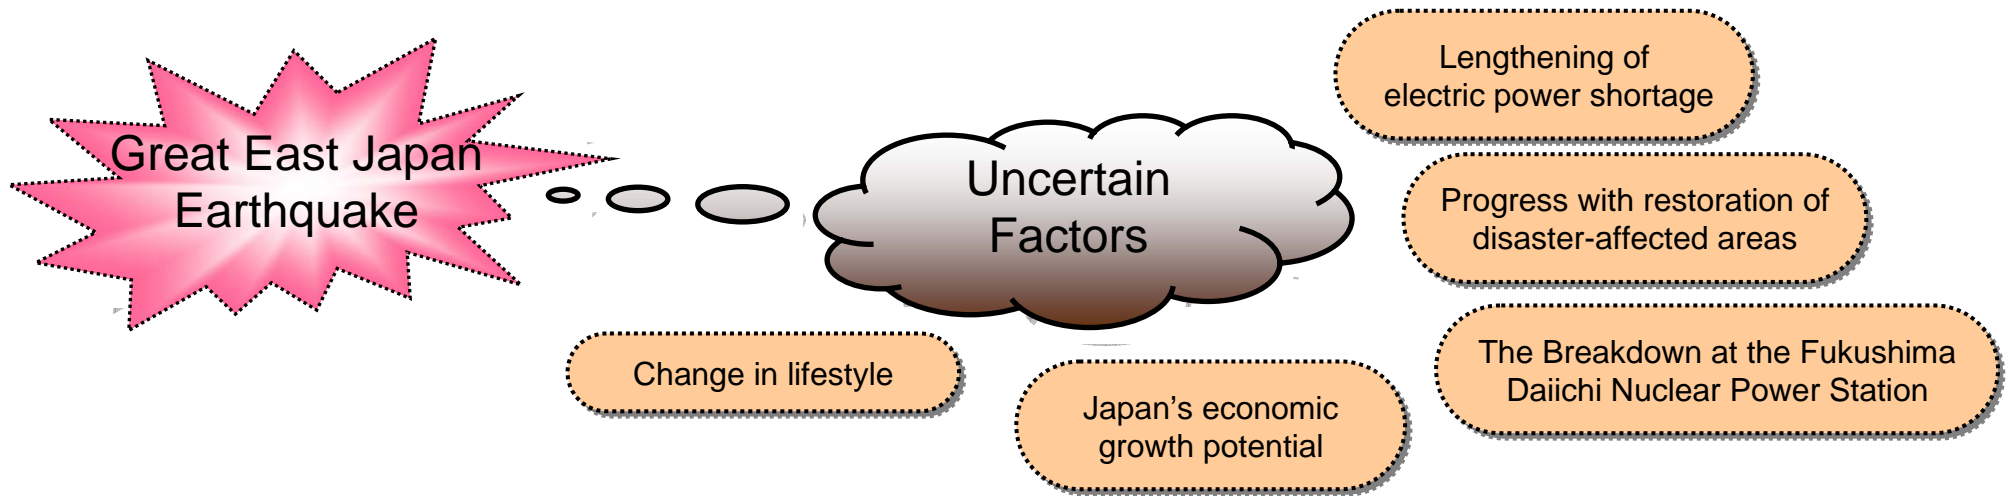 Great East Japan
Earthquake
Uncertain
Factors
Lengthening of
electric power shortage
Progress with restoration of
disaster-affected areas
The Breakdown at the Fukushima
Daiichi Nuclear Power Station
Change in lifestyle
Japan’s economic
growth potential